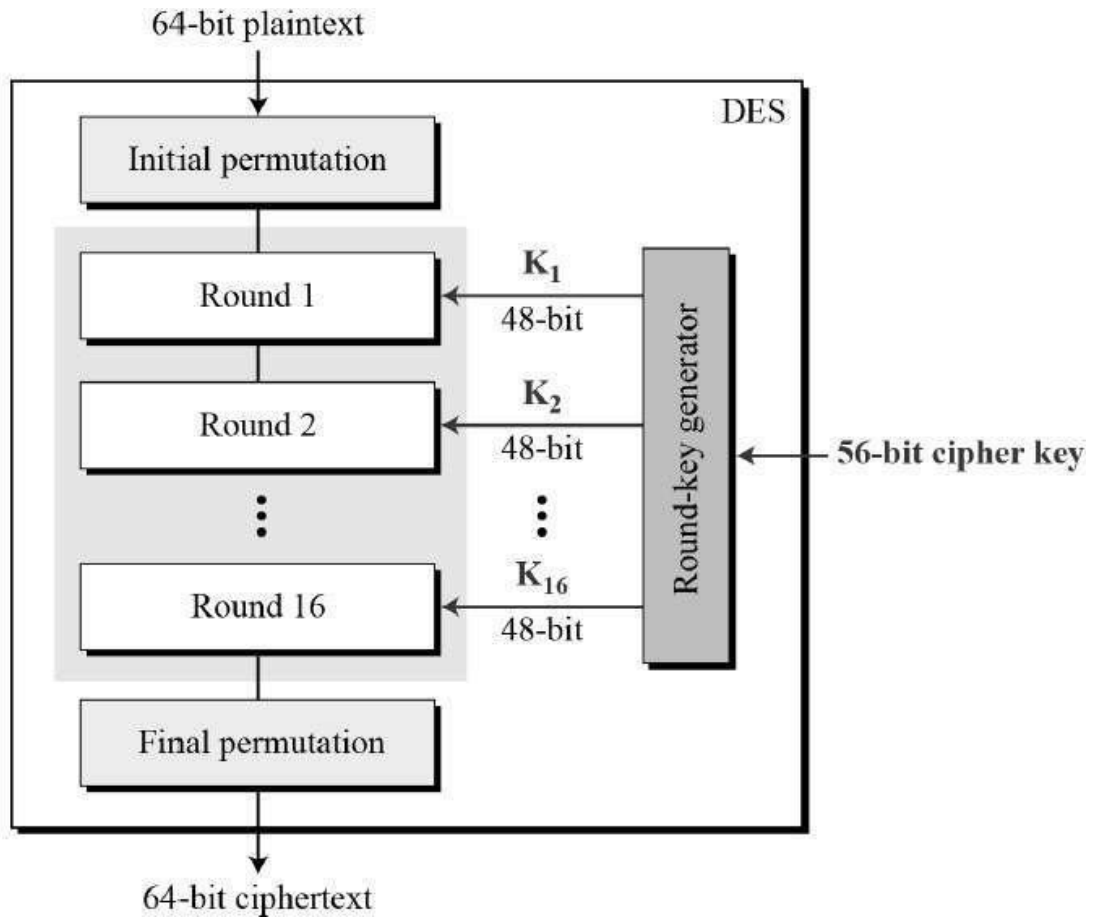 64-bit plaintext
DES
Initial permutation
Round 1
K₁
48-bit
Round 2
K₂
48-bit
Round-key generator
56-bit cipher key
Round 16
K₁₆
48-bit
Final permutation
64-bit ciphertext